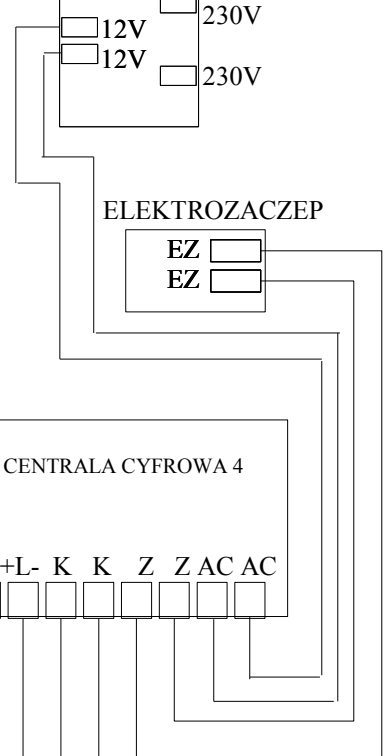 230V
12V
12V
230V
ELEKTROZACZEP
EZ
EZ
CENTRALA CYFROWA 4
+L- K K Z Z AC AC